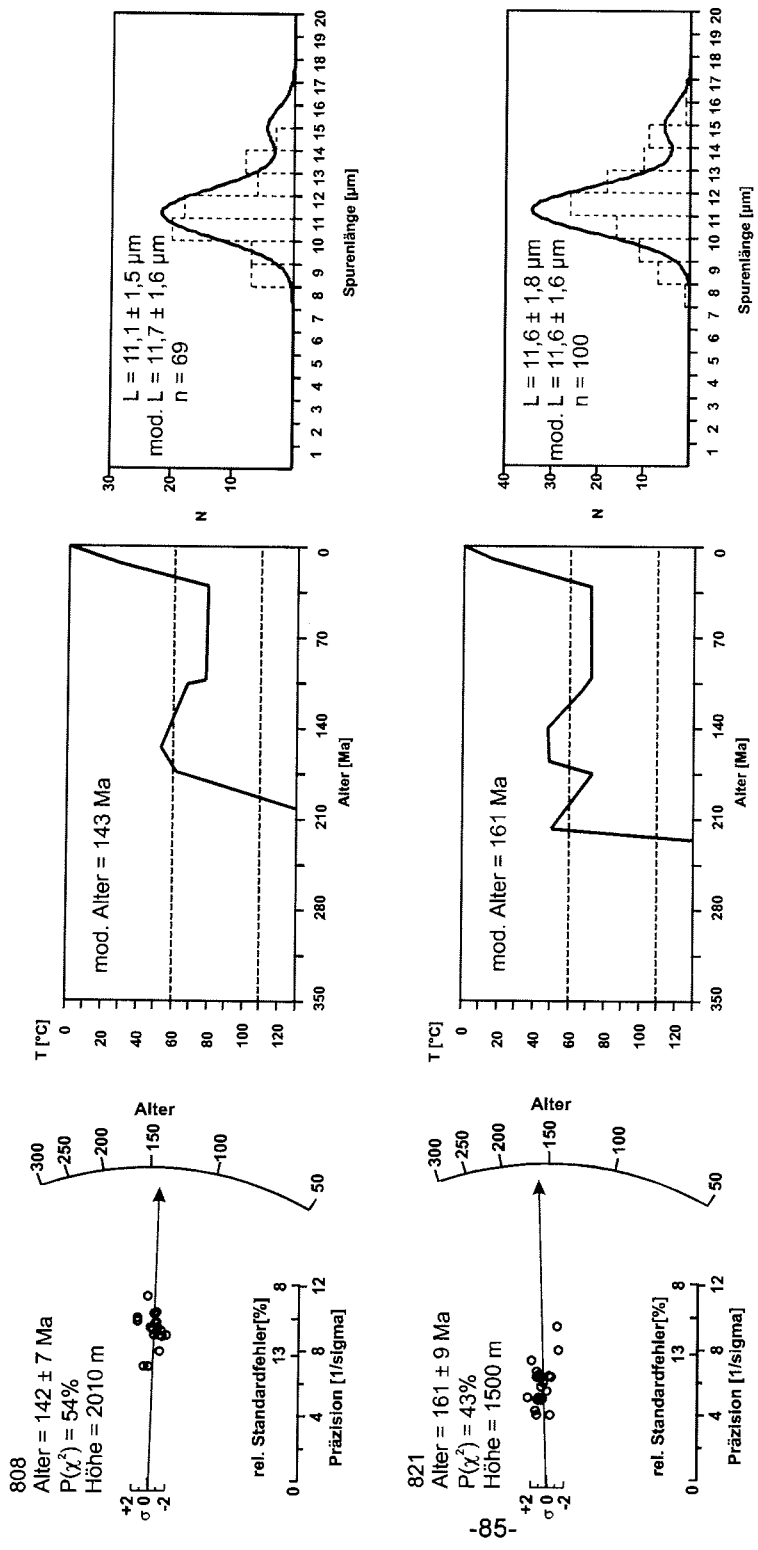 808
Alter = 142 ± 7 Ma
P(χ²) = 54%
Höhe = 2010 m
+2
σ 0
-2
300
250
200
150
100
50
Alter
8
13
rel. Standardfehler[%]
0 4 8 12
Präzision [1/sigma]
T [°C]
0
20
40
60
80
100
120
mod. Alter = 143 Ma
350 280 210 140 70 0
Alter [Ma]
30
20
10
N
L = 11,1 ± 1,5 µm
mod. L = 11,7 ± 1,6 µm
n = 69
1 2 3 4 5 6 7 8 9 10 11 12 13 14 15 16 17 18 19 20
Spurenlänge [µm]
821
Alter = 161 ± 9 Ma
P(χ²) = 43%
Höhe = 1500 m
+2
σ 0
-2
300
250
200
150
100
50
Alter
8
13
rel. Standardfehler[%]
0 4 8 12
Präzision [1/sigma]
T [°C]
0
20
40
60
80
100
120
mod. Alter = 161 Ma
350 280 210 140 70 0
Alter [Ma]
40
30
20
10
N
L = 11,6 ± 1,8 µm
mod. L = 11,6 ± 1,6 µm
n = 100
1 2 3 4 5 6 7 8 9 10 11 12 13 14 15 16 17 18 19 20
Spurenlänge [µm]
-85-